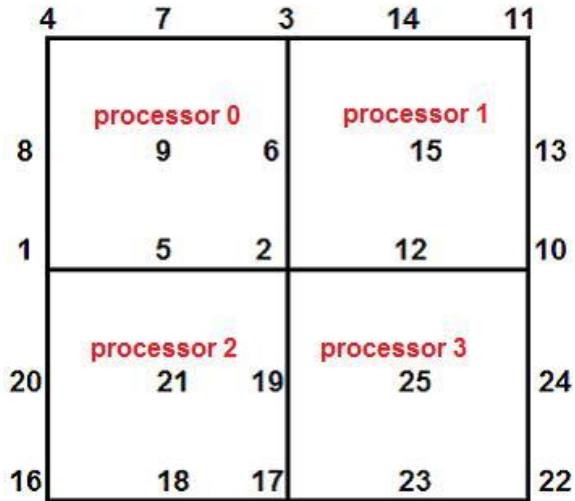 4 7 3 14 11
processor 0 processor 1
8 9 6 15 13
1 5 2 12 10
processor 2 processor 3
20 21 19 25 24
16 18 17 23 22